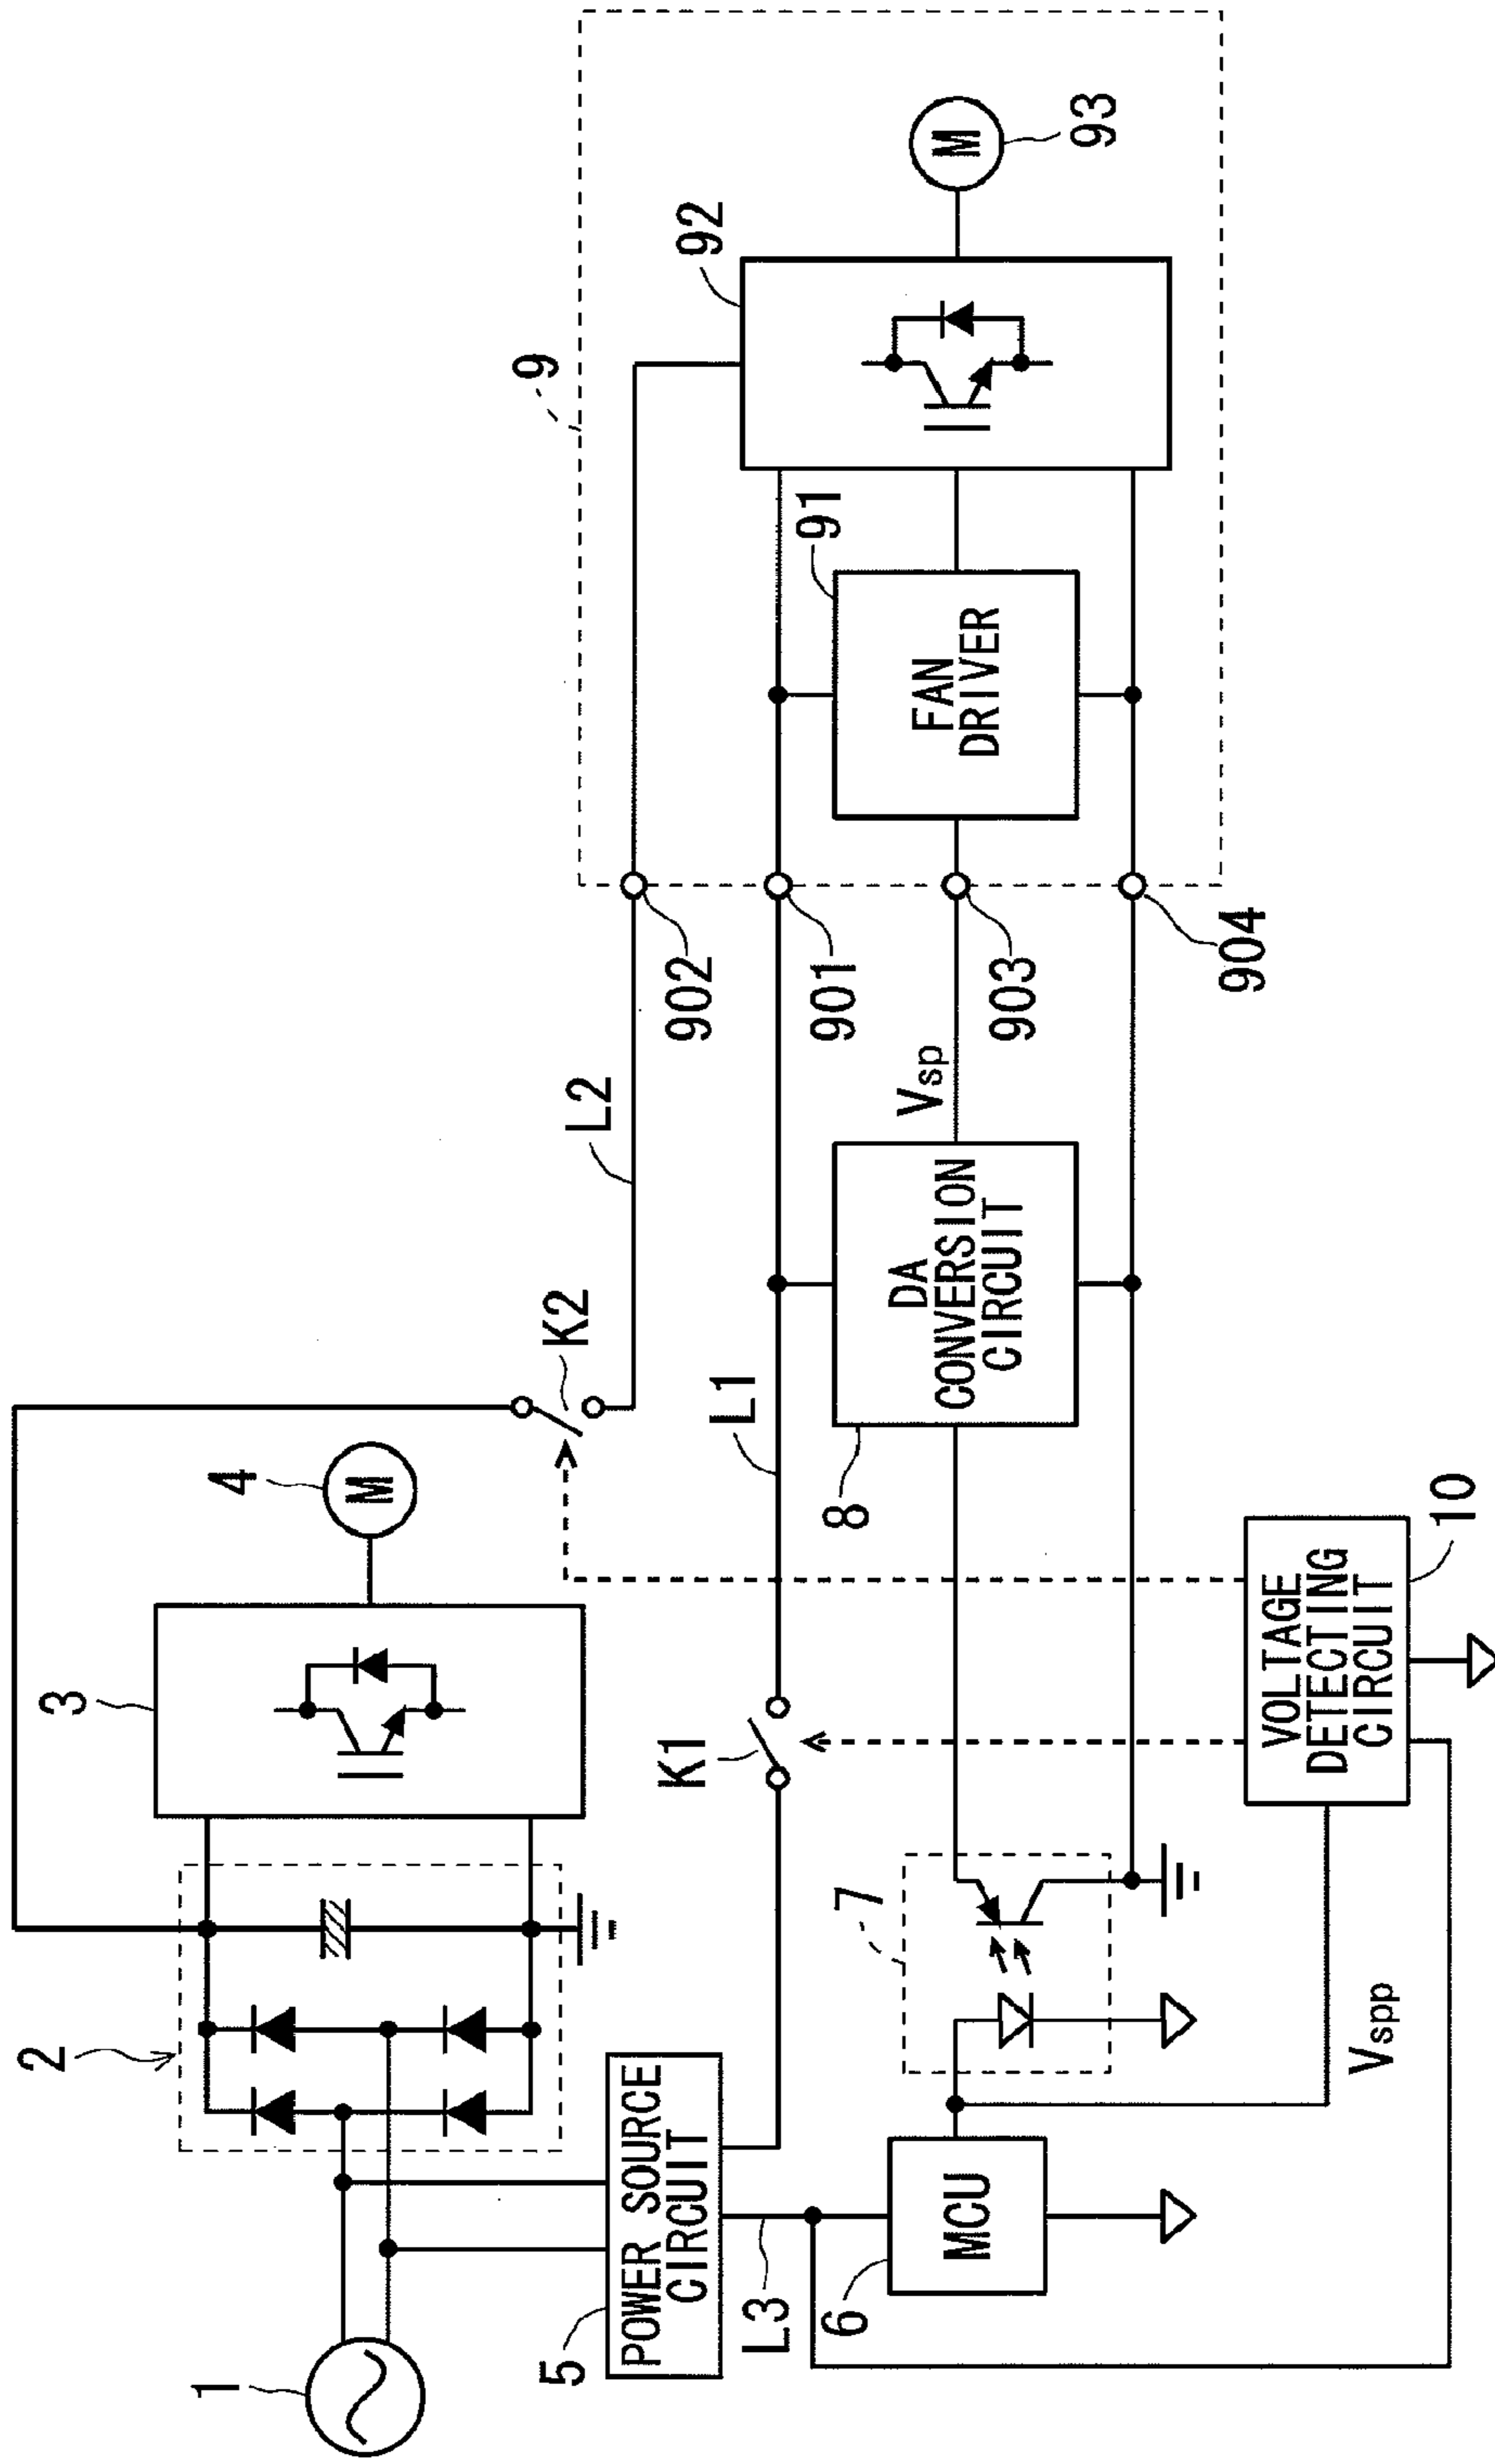 1
2
3
4
K2
L2
9
92
M
M
93
5
POWER SOURCE
CIRCUIT
K1
L1
902
901
91
FAN
DRIVER
L3
6
MCU
7
8
DA
CONVERSION
CIRCUIT
Vsp
903
904
Vspp
VOLTAGE
DETECTING
CIRCUIT
10